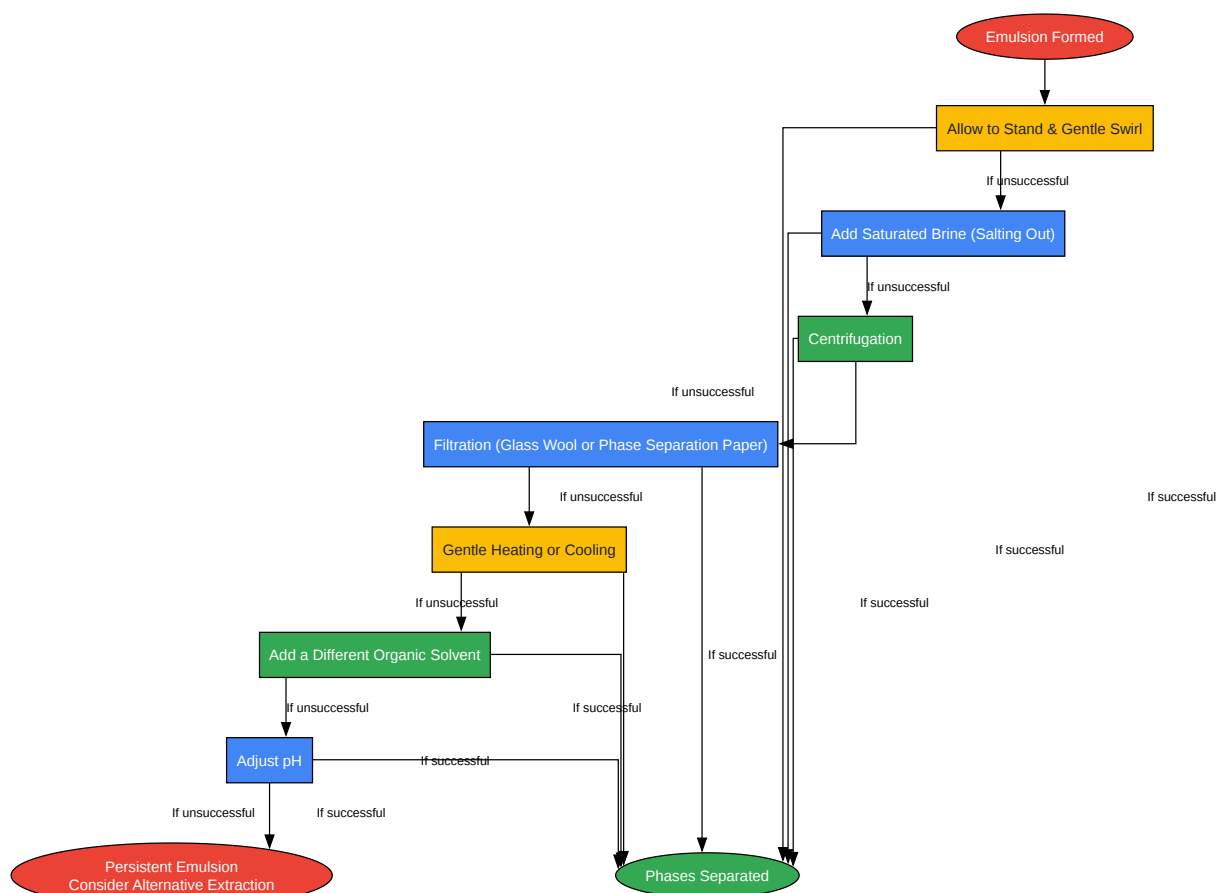 Emulsion Formed
Allow to Stand & Gentle Swirl
If unsuccessful
Add Saturated Brine (Salting Out)
If unsuccessful
Centrifugation
If unsuccessful
Filtration (Glass Wool or Phase Separation Paper)
If unsuccessful
If successful
Gentle Heating or Cooling
If successful
If unsuccessful
If successful
Add a Different Organic Solvent
If successful
If unsuccessful
If successful
Adjust pH
If successful
If unsuccessful
If successful
Persistent Emulsion
Consider Alternative Extraction
Phases Separated